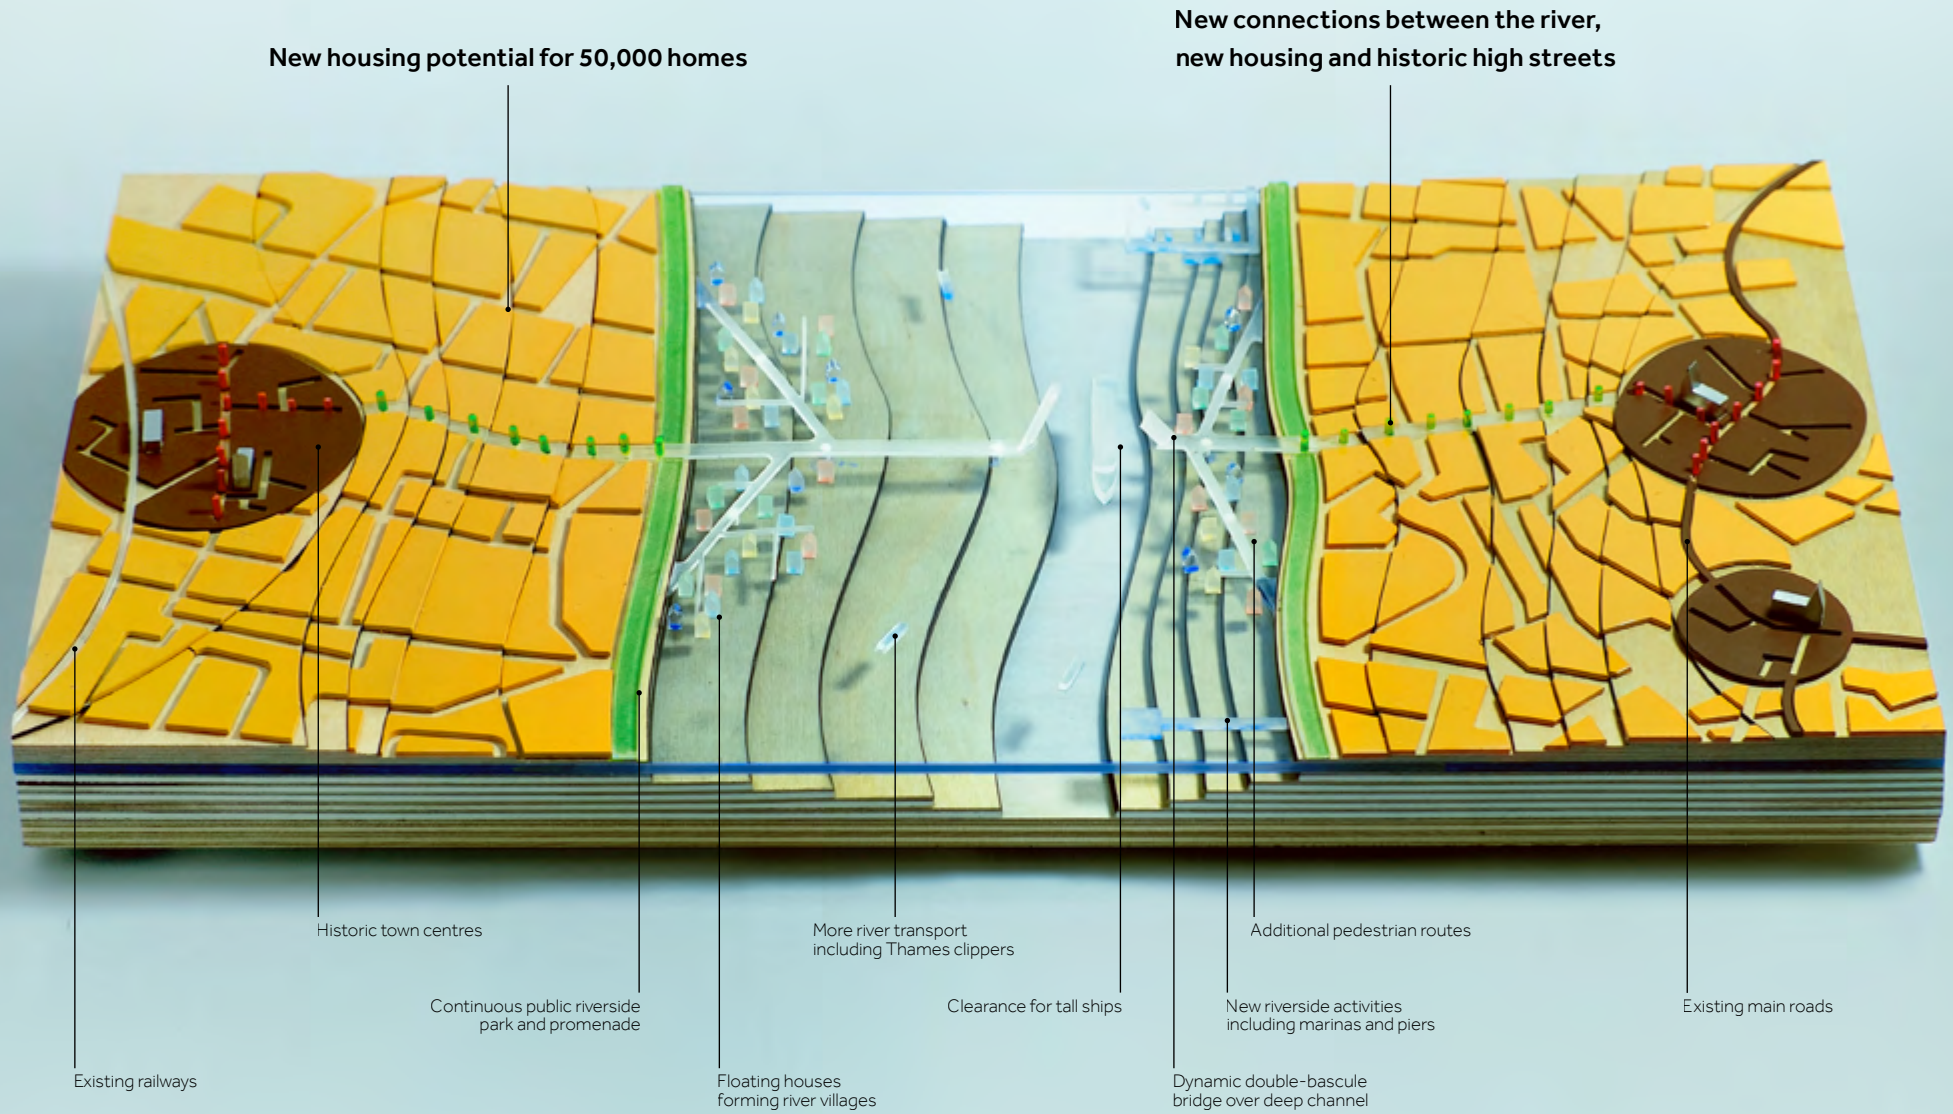 New housing potential for 50,000 homes
New connections between the river,
new housing and historic high streets
Historic town centres
More river transport
including Thames clippers
Additional pedestrian routes
Continuous public riverside
park and promenade
Clearance for tall ships
New riverside activities
including marinas and piers
Existing main roads
Existing railways
Floating houses
forming river villages
Dynamic double-bascule
bridge over deep channel